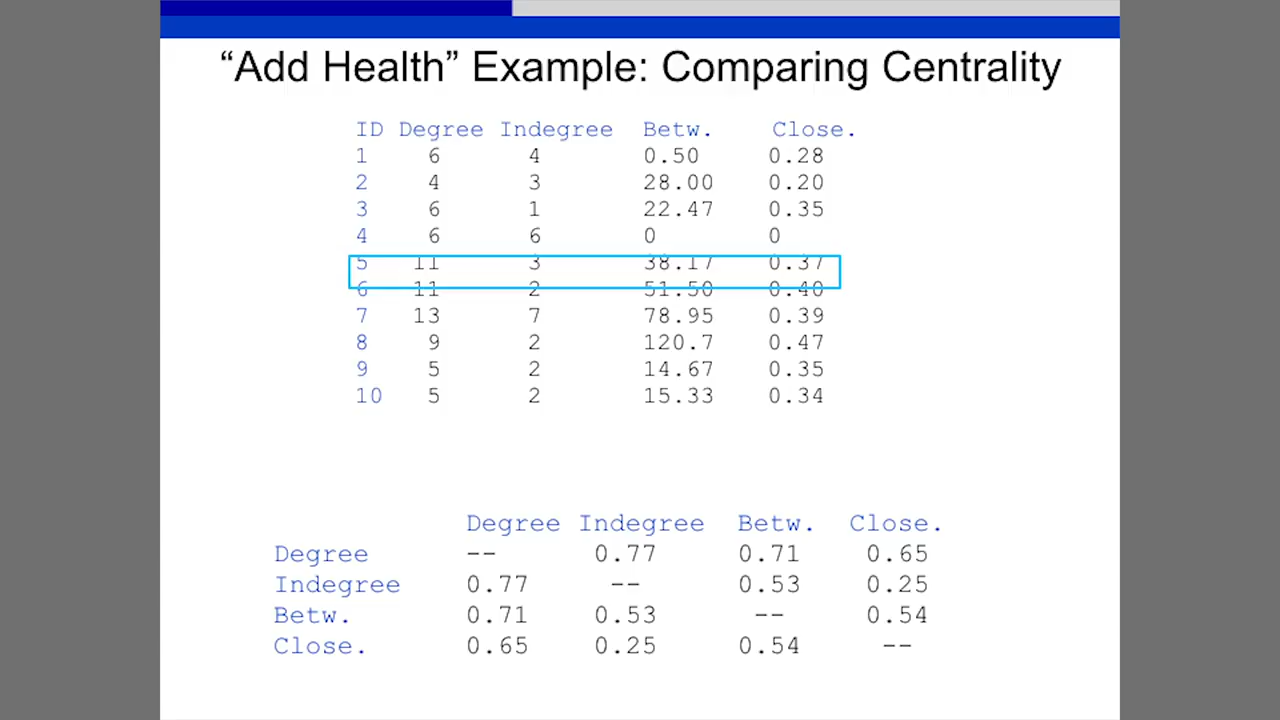 “Add Health” Example: Comparing Centrality
ID Degree Indegree Betw. Close.
1 6 4 0.50 0.28
2 4 3 28.00 0.20
3 6 1 22.47 0.35
4 6 6 0 0
5 11 3 38.17 0.37
6 11 2 51.50 0.40
7 13 7 78.95 0.39
8 9 2 120.7 0.47
9 5 2 14.67 0.35
10 5 2 15.33 0.34
Degree Indegree Betw. Close.
Degree -- 0.77 0.71 0.65
Indegree 0.77 -- 0.53 0.25
Betw. 0.71 0.53 -- 0.54
Close. 0.65 0.25 0.54 --